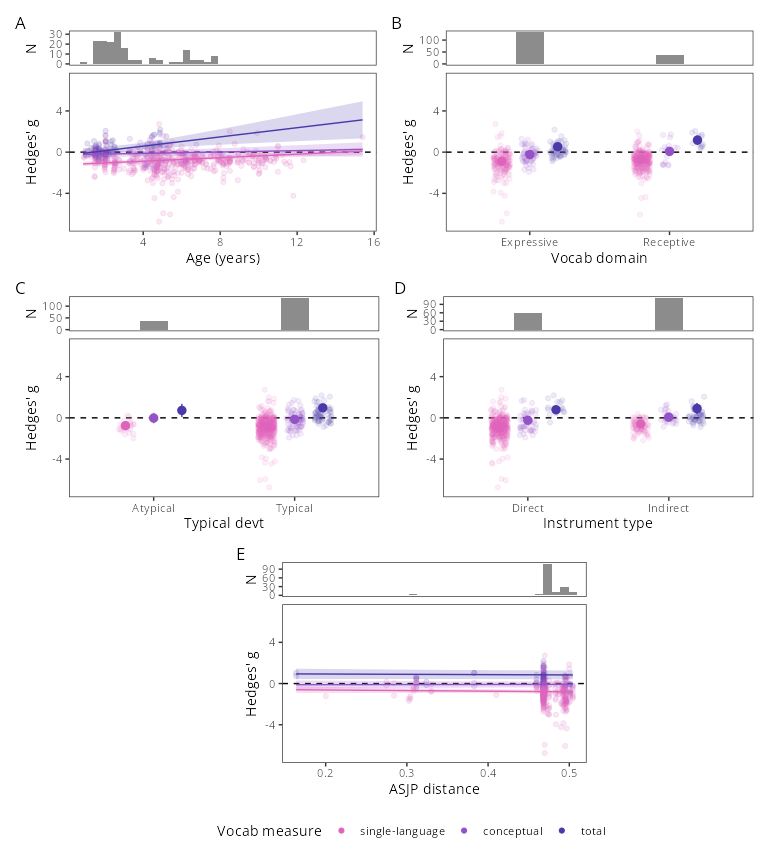 A
N
30
20
10
0
Hedges' g
4
0
-4
4
8
12
16
Age (years)
B
N
100
50
0
Hedges' g
4
0
-4
Expressive
Receptive
Vocab domain
C
N
100
50
0
Hedges' g
4
0
-4
Atypical
Typical
Typical devt
D
N
90
60
30
0
Hedges' g
4
0
-4
Direct
Indirect
Instrument type
E
N
90
60
30
0
Hedges' g
4
0
-4
0.2
0.3
0.4
0.5
ASJP distance
Vocab measure single-language conceptual total